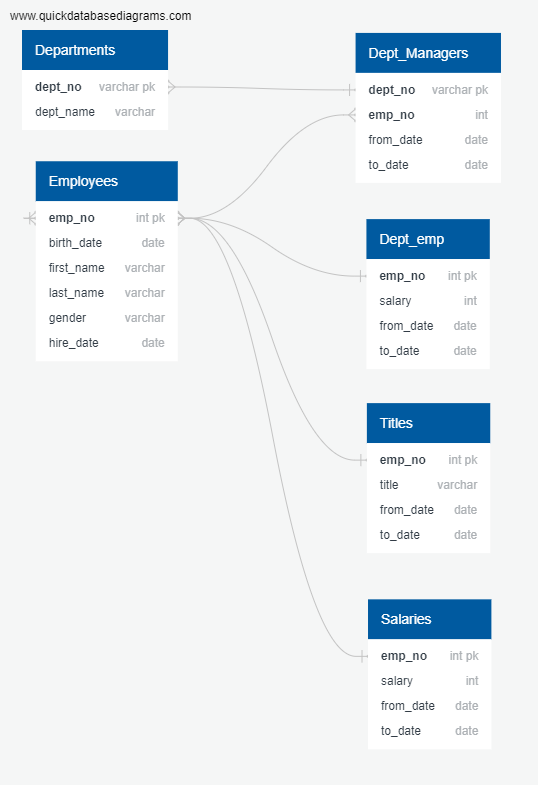 www.quickdatabasediagrams.com
Departments
dept_no varchar pk
dept_name varchar
Employees
emp_no int pk
birth_date date
first_name varchar
last_name varchar
gender varchar
hire_date date
Dept_Managers
dept_no varchar pk
emp_no int
from_date date
to_date date
Dept_emp
emp_no int pk
salary int
from_date date
to_date date
Titles
emp_no int pk
title varchar
from_date date
to_date date
Salaries
emp_no int pk
salary int
from_date date
to_date date